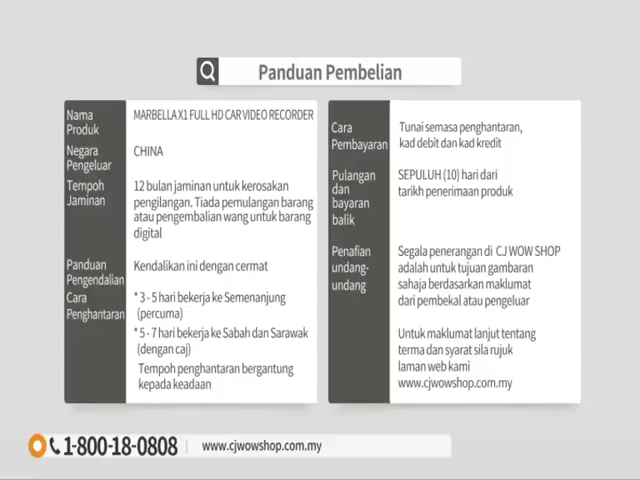 Panduan Pembelian
Nama
Produk
MARBELLA X1 FULL HD CAR VIDEO RECORDER
Negara
Pengeluar
CHINA
Tempoh
Jaminan
12 bulan jaminan untuk kerosakan
pengilangan. Tiada pemulangan barang
atau pengembalian wang untuk barang
digital
Panduan
Pengendalian
Kendalikan ini dengan cermat
Cara
Penghantaran
* 3 - 5 hari bekerja ke Semenanjung
(percuma)
* 5 - 7 hari bekerja ke Sabah dan Sarawak
(dengan caj)
Tempoh penghantaran bergantung
kepada keadaan
Cara
Pembayaran
Tunai semasa penghantaran,
kad debit dan kad kredit
Pulangan
dan
bayaran
balik
SEPULUH (10) hari dari
tarikh penerimaan produk
Penafian
undang-
undang
Segala penerangan di CJ WOW SHOP
adalah untuk tujuan gambaran
sahaja berdasarkan maklumat
dari pembekal atau pengeluar
Untuk maklumat lanjut tentang
terma dan syarat sila rujuk
laman web kami
www.cjwowshop.com.my
1-800-18-0808
www.cjwowshop.com.my